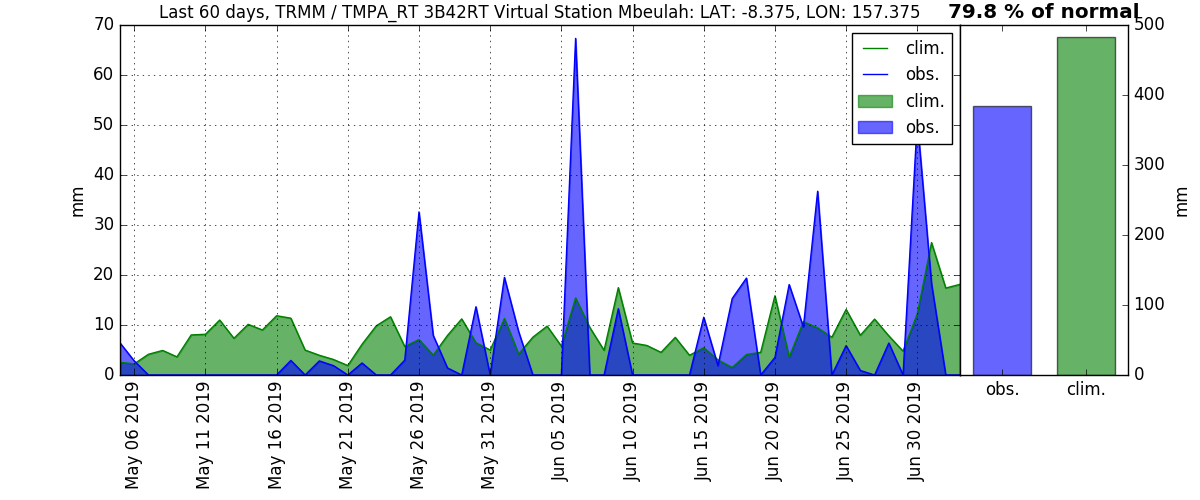 Last 60 days, TRMM / TMPA_RT 3B42RT Virtual Station Mbeulah: LAT: -8.375, LON: 157.375
79.8 % of normal
70
60
50
40
30
20
10
0
mm
clim.
obs.
clim.
obs.
500
400
300
200
100
0
mm
obs.
clim.
May 06 2019
May 11 2019
May 16 2019
May 21 2019
May 26 2019
May 31 2019
Jun 05 2019
Jun 10 2019
Jun 15 2019
Jun 20 2019
Jun 25 2019
Jun 30 2019